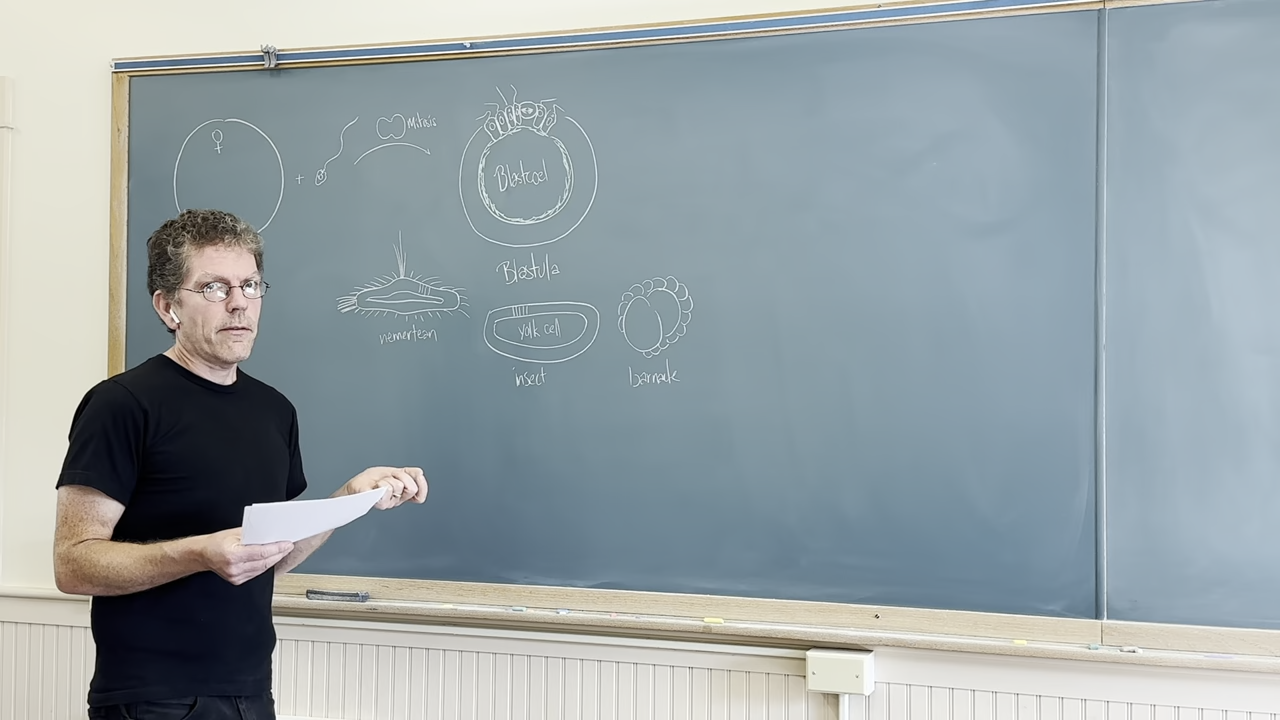 ♀
+
Mitosis
Blastcoel
Blastula
nemertean
yolk cell
insect
barnacle